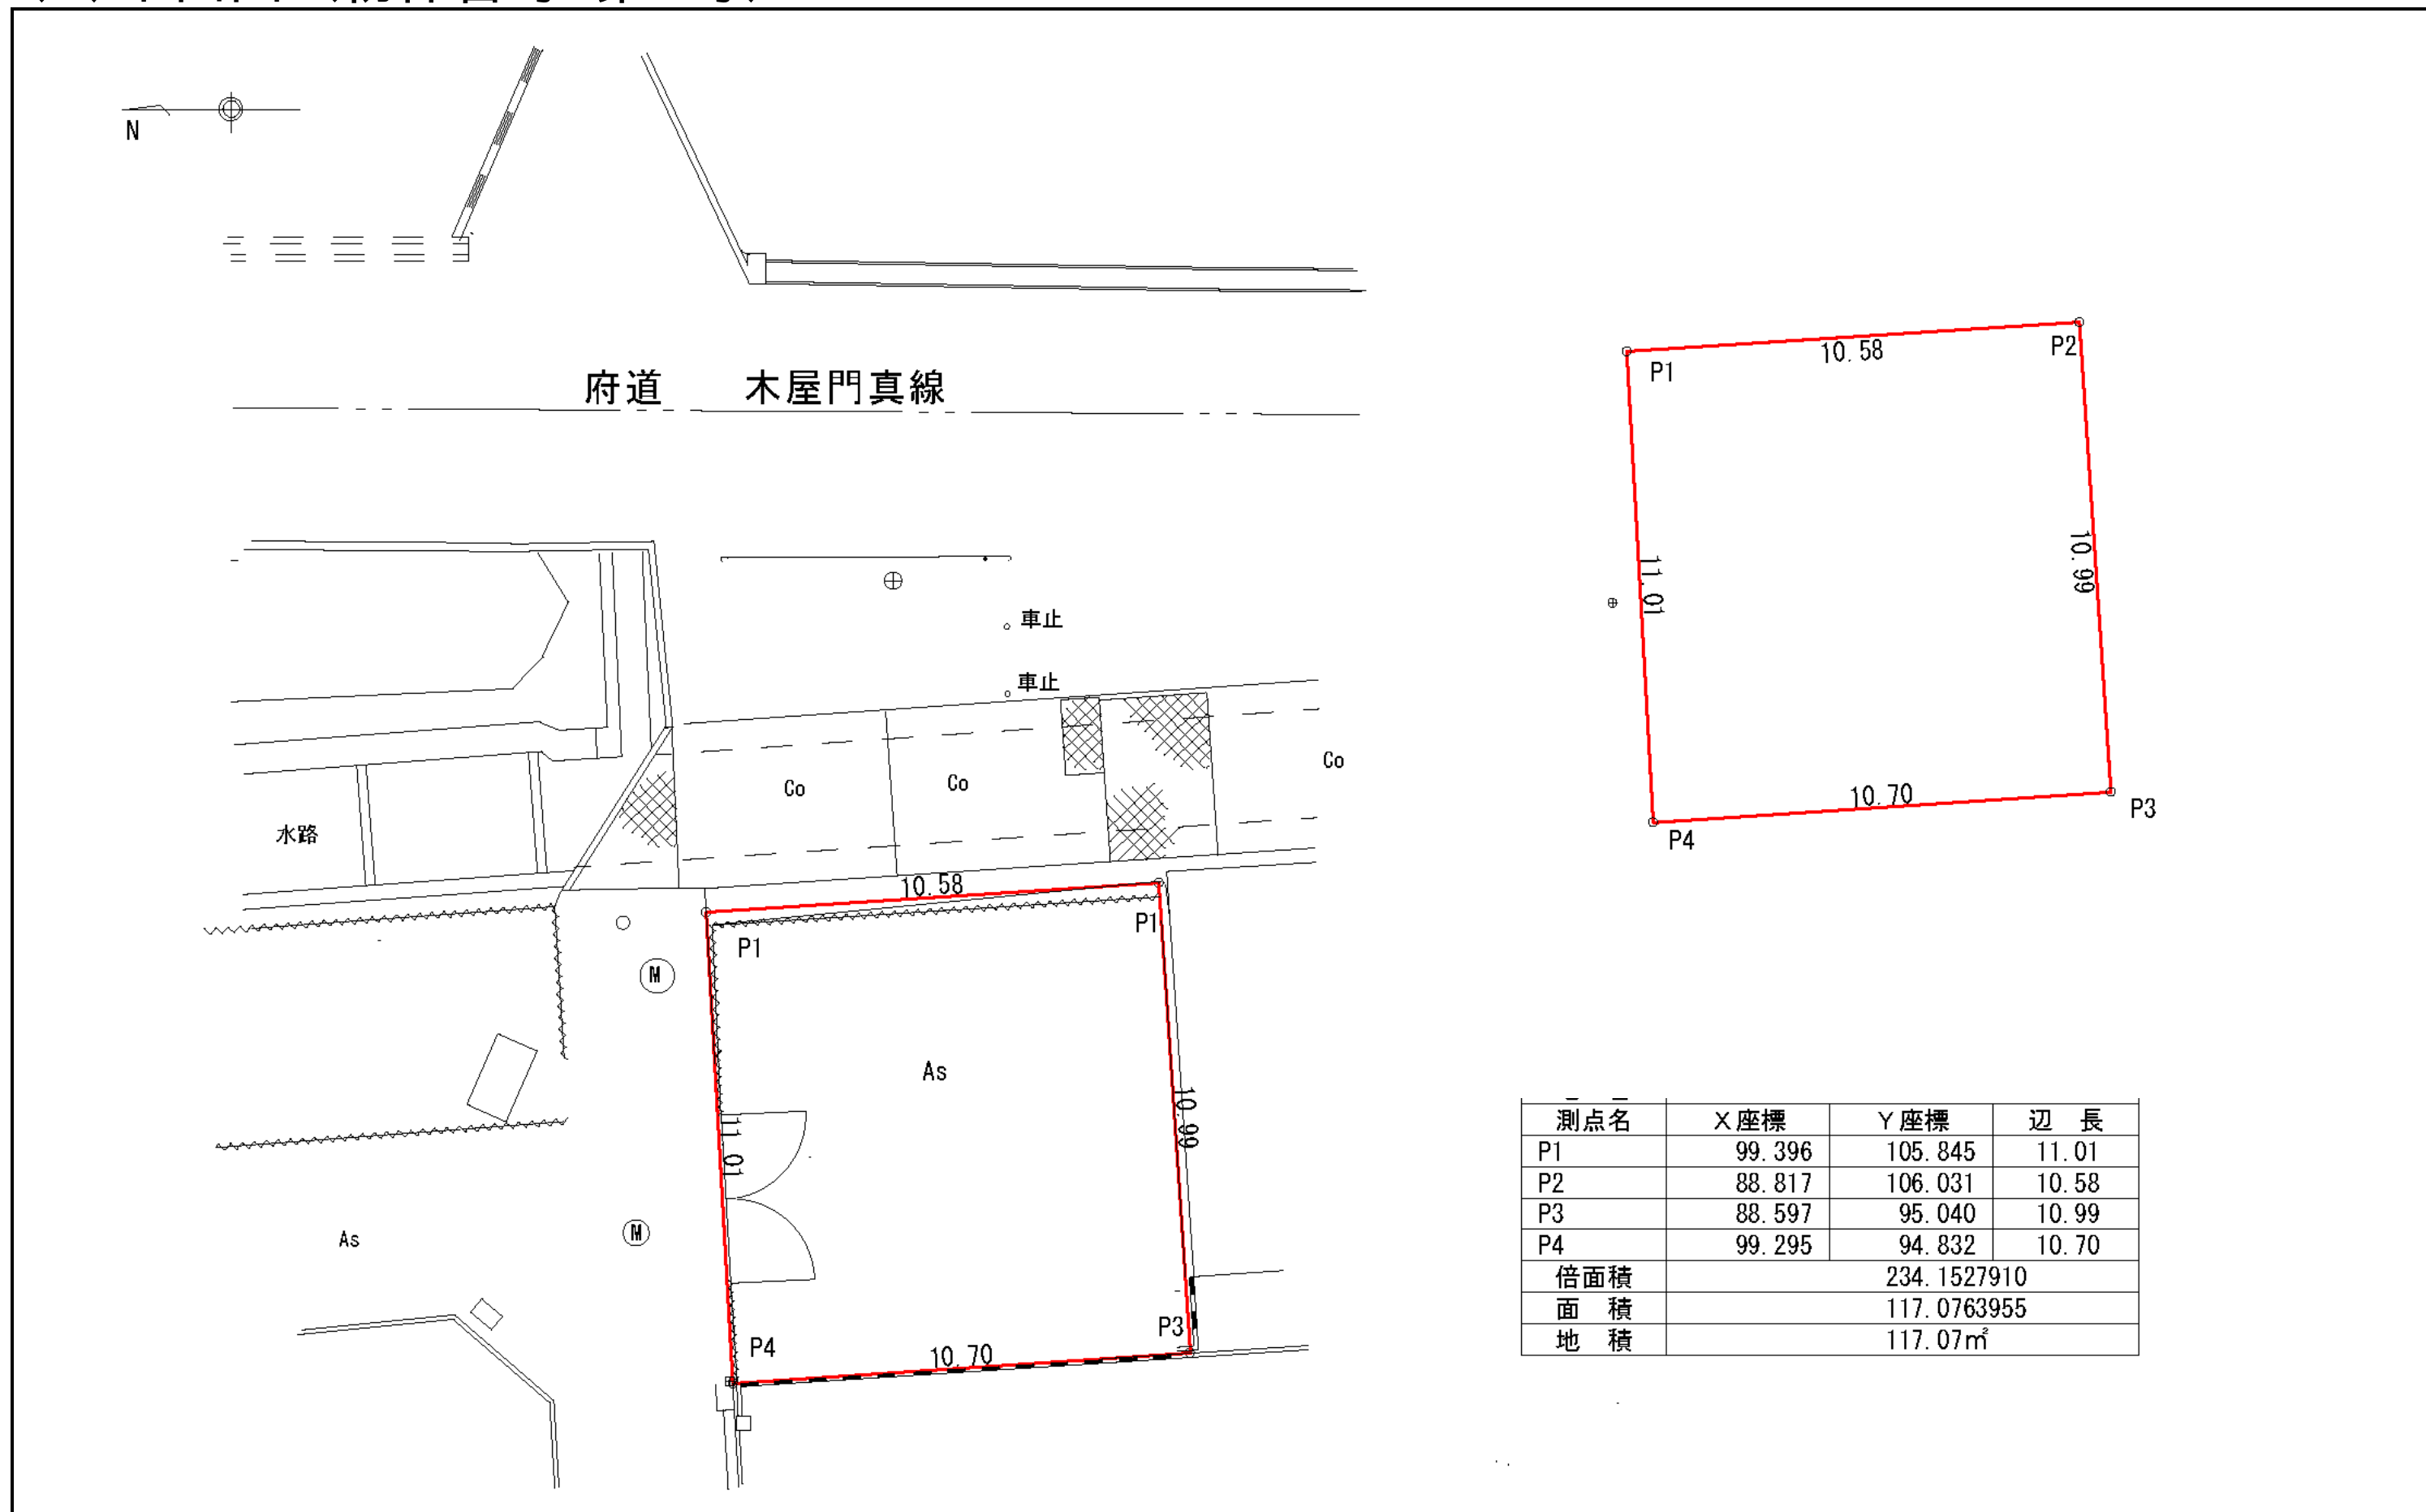 N
府道　木屋門真線
車止
車止
Co
Co
Co
水路
10.58
P1
P1
M
As
11.01
10.99
M
As
P3
P4
10.70
P1
10.58
P2
11.01
10.99
10.70
P3
P4
測点名 X座標 Y座標 辺 長
P1 99.396 105.845 11.01
P2 88.817 106.031 10.58
P3 88.597 95.040 10.99
P4 99.295 94.832 10.70
倍面積 234.1527910
面 積 117.0763955
地 積 117.07㎡